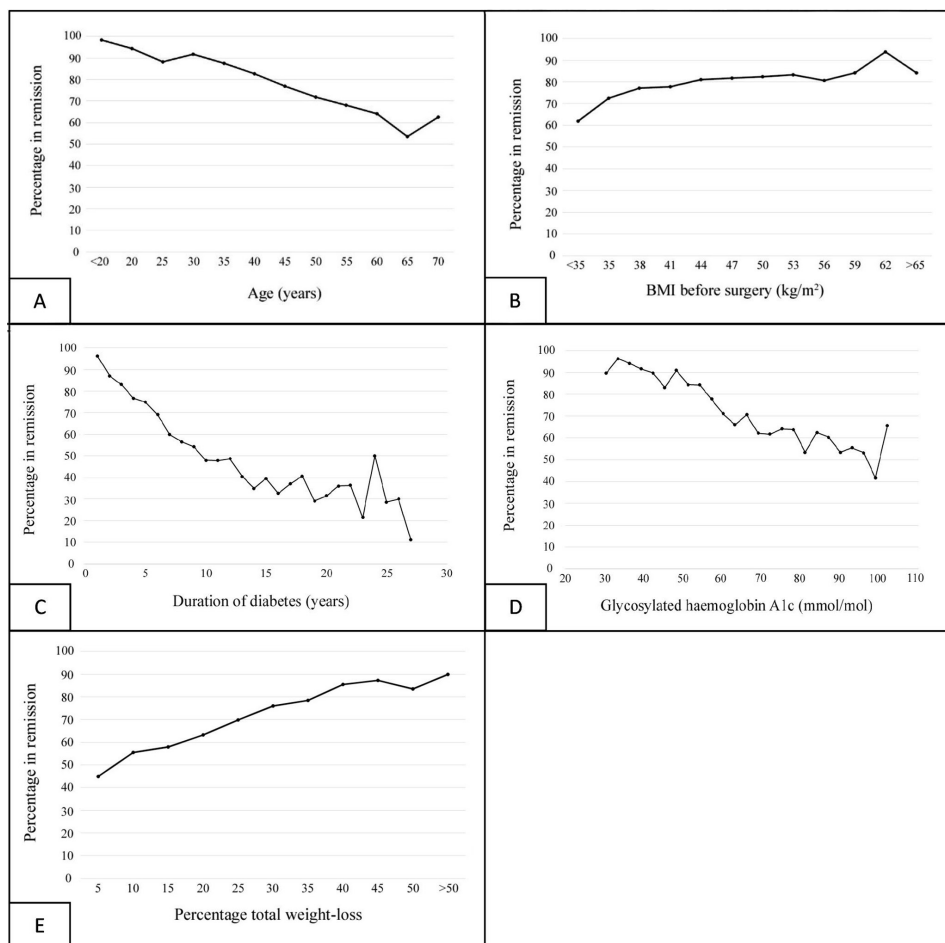 100
90
80
70
60
50
40
30
20
10
0
Percentage in remission
<20 20 25 30 35 40 45 50 55 60 65 70
Age (years)
A
100
90
80
70
60
50
40
30
20
10
0
Percentage in remission
<35 35 38 41 44 47 50 53 56 59 62 >65
BMI before surgery (kg/m²)
B
100
90
80
70
60
50
40
30
20
10
0
Percentage in remission
0 5 10 15 20 25 30
Duration of diabetes (years)
C
100
90
80
70
60
50
40
30
20
10
0
Percentage in remission
20 30 40 50 60 70 80 90 100 110
Glycosylated haemoglobin A1c (mmol/mol)
D
100
90
80
70
60
50
40
30
20
10
0
Percentage in remission
5 10 15 20 25 30 35 40 45 50 >50
Percentage total weight-loss
E